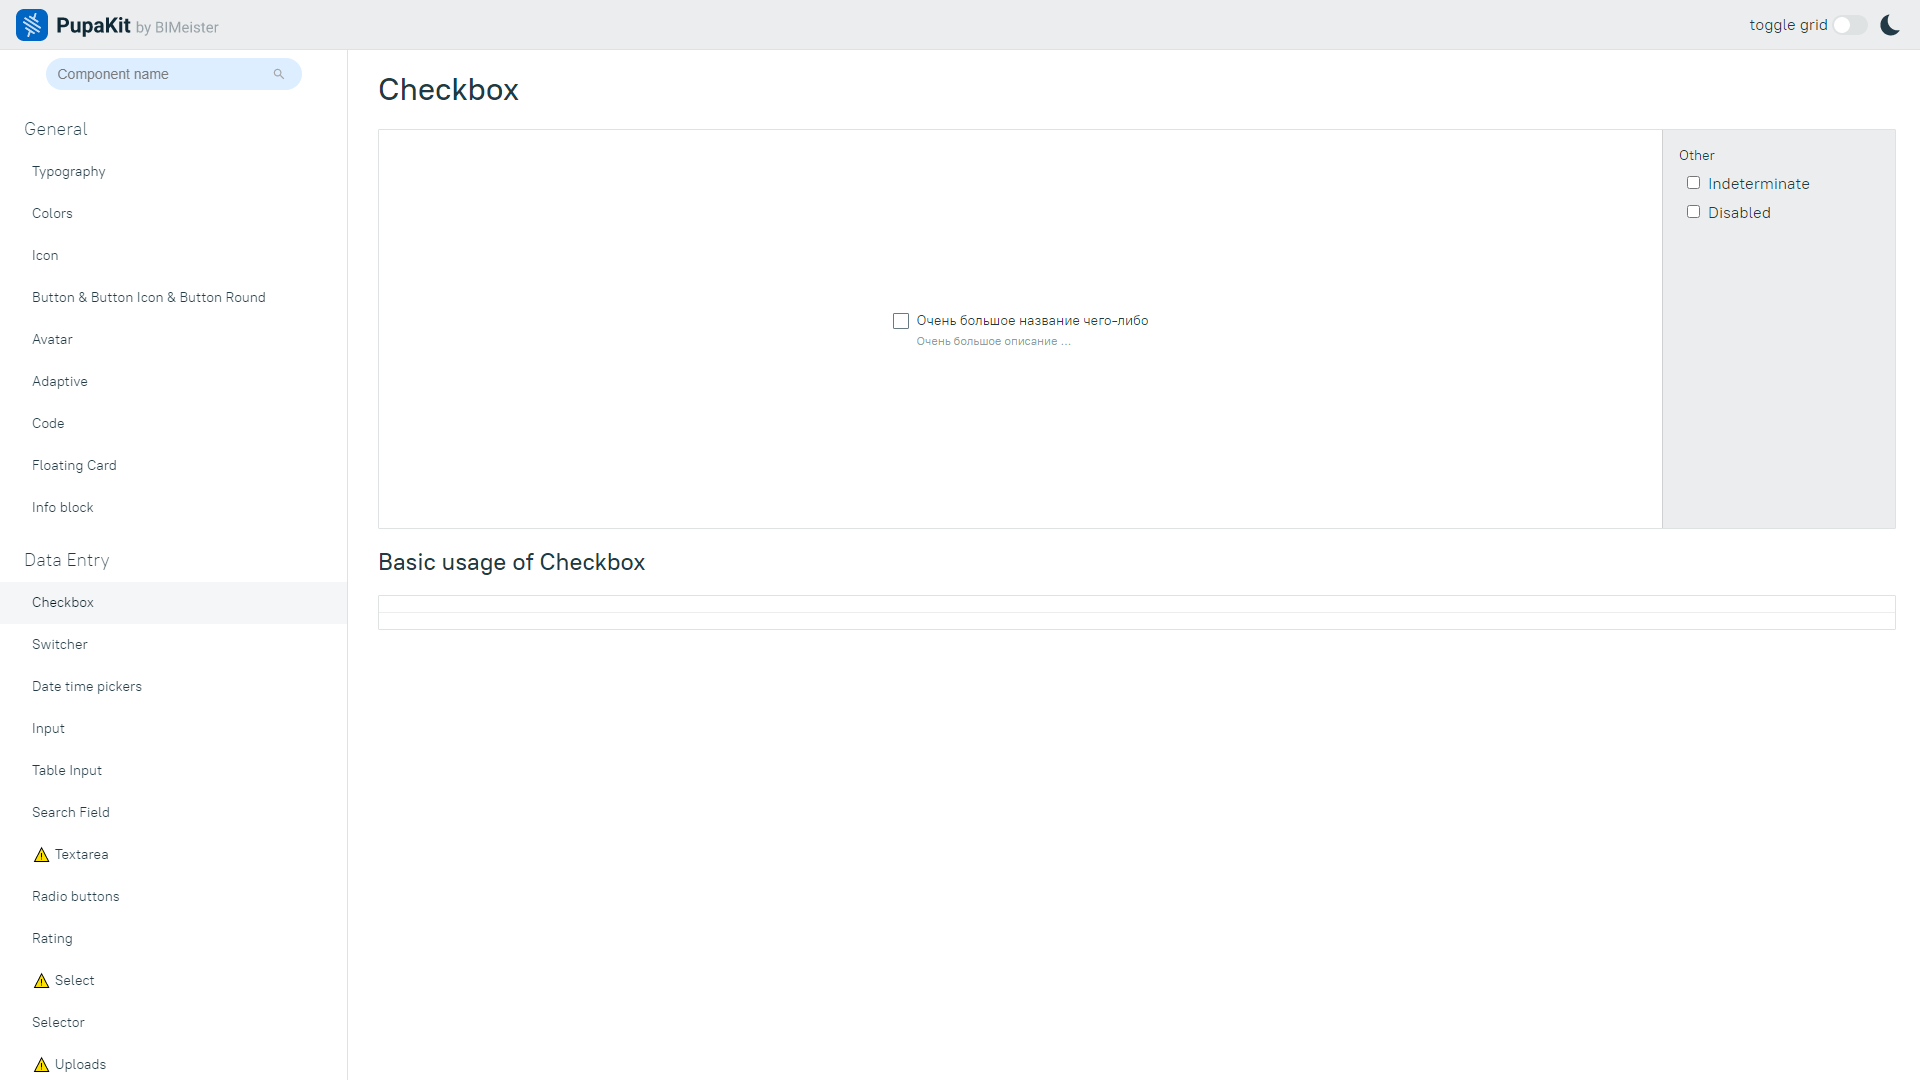 PupaKit by BIMeister
toggle grid
Component name
General
Typography
Colors
Icon
Button & Button Icon & Button Round
Avatar
Adaptive
Code
Floating Card
Info block
Data Entry
Checkbox
Switcher
Date time pickers
Input
Table Input
Search Field
Textarea
Radio buttons
Rating
Select
Selector
Uploads
Checkbox
Очень большое название чего-либо
Очень большое описание ...
Other
Indeterminate
Disabled
Basic usage of Checkbox